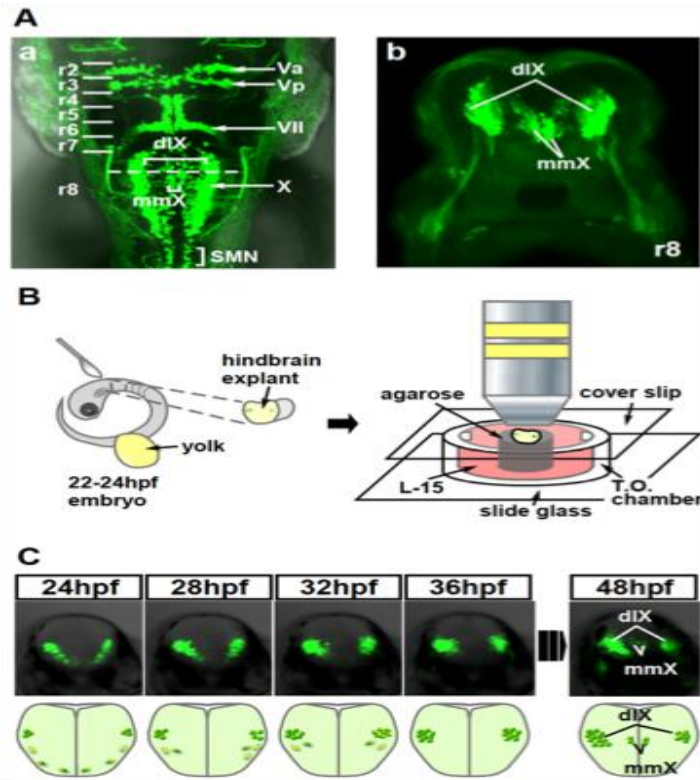 A
a
r2
r3
r4
r5
r6
r7
r8
Va
Vp
VII
dlX
X
mmX
SMN
b
dlX
mmX
r8
B
hindbrain
explant
yolk
22-24hpf
embryo
agarose
cover slip
L-15
T.O.
chamber
slide glass
C
24hpf
28hpf
32hpf
36hpf
48hpf
dlX
mmX
dlX
mmX